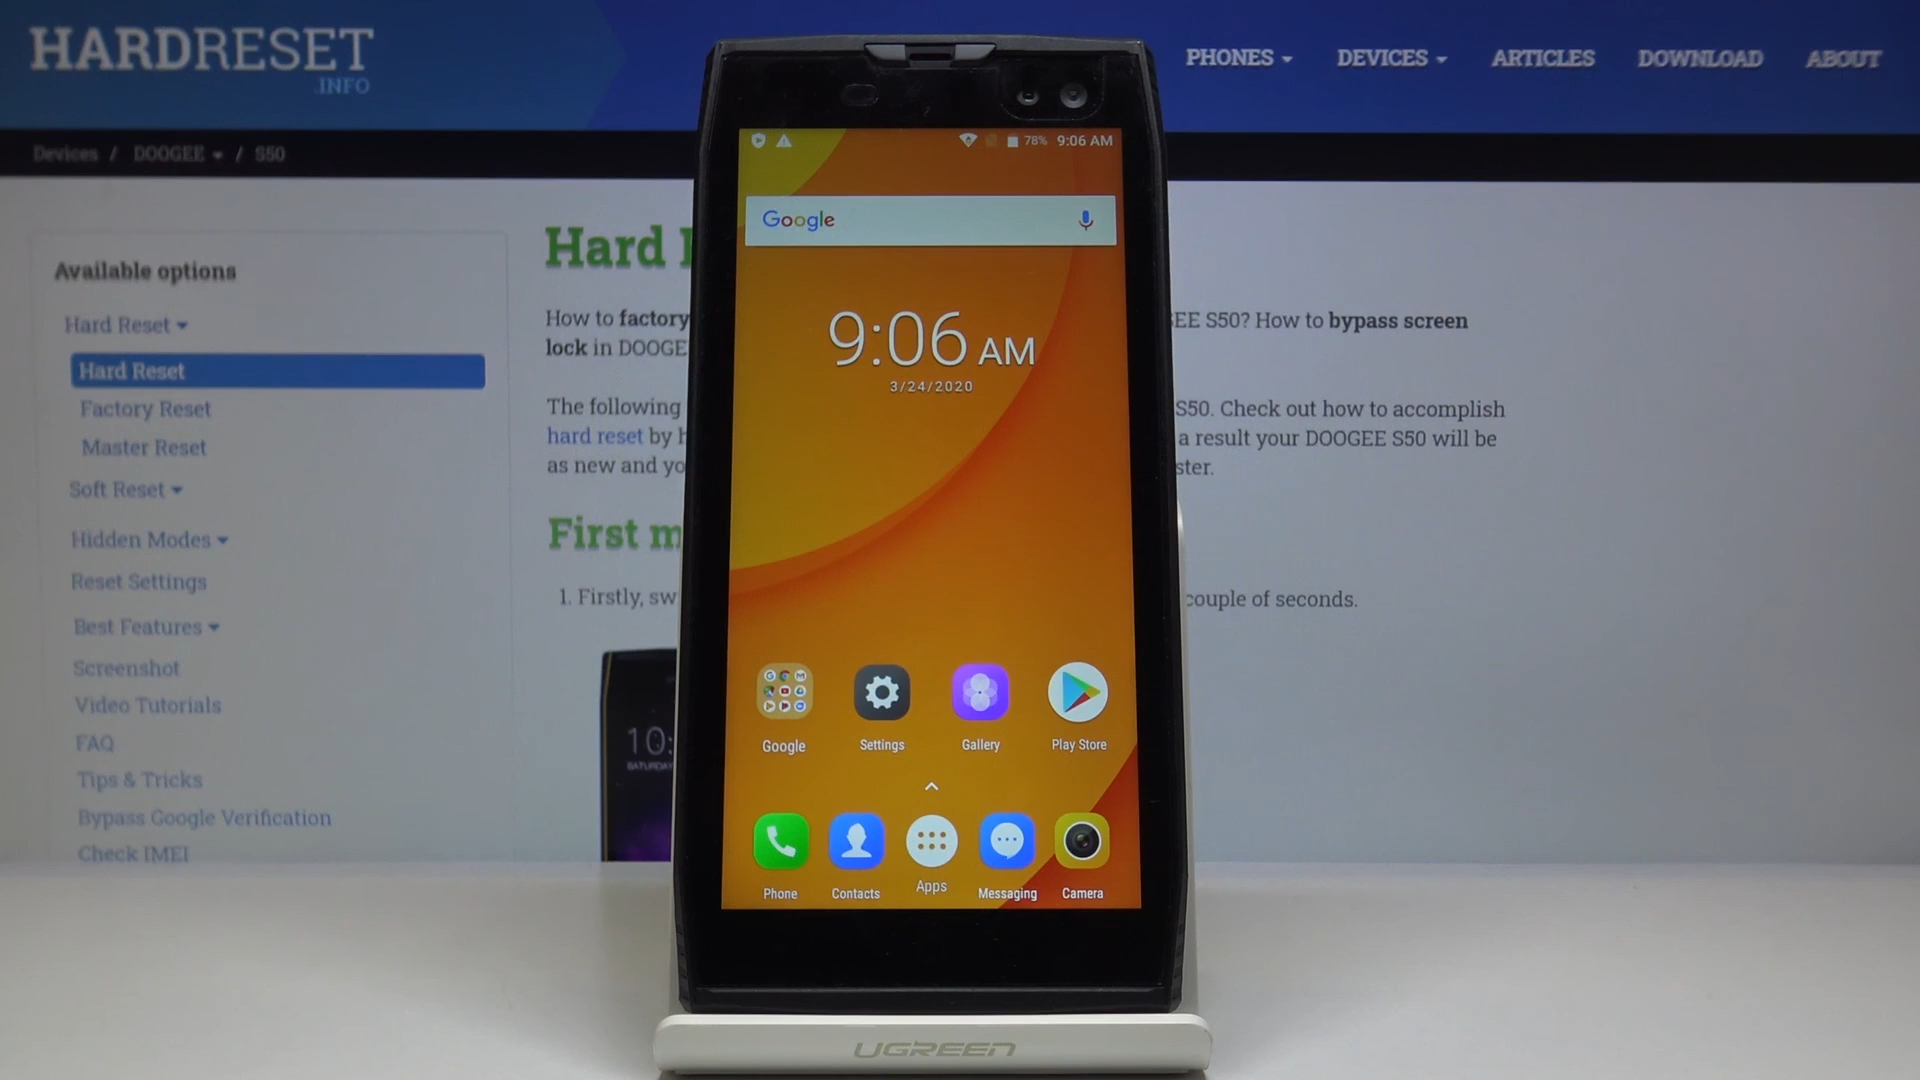 HARDRESET
.INFO
PHONES
DEVICES
ARTICLES
DOWNLOAD
ABOUT
Devices / DOOGEE / S50
Available options
Hard Reset
Hard Reset
Factory Reset
Master Reset
Soft Reset
Hidden Modes
Reset Settings
Best Features
Screenshot
Video Tutorials
FAQ
Tips & Tricks
Bypass Google Verification
Check IMEI
Hard
How to factory
EE S50? How to bypass screen
lock in DOOGE
The following
S50. Check out how to accomplish
hard reset by h
a result your DOOGEE S50 will be
as new and yo
ster.
First m
1. Firstly, sw
couple of seconds.
10:
SATURDAY
78% 9:06 AM
Google
9:06 AM
3/24/2020
Google
Settings
Gallery
Play Store
Phone
Contacts
Apps
Messaging
Camera
UGREEN